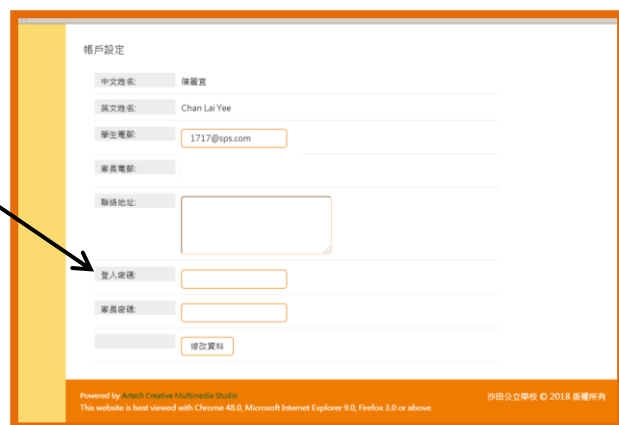 帳戶設定
中文姓名: 陳麗宜
英文姓名: Chan Lai Yee
學生電郵: 1717@sps.com
家長電郵:
聯絡地址:
登入密碼:
家長密碼:
修改資料
Powered by Artech Creative Multimedia Studio
This website is best viewed with Chrome 48.0, Microsoft Internet Explorer 9.0, Firefox 3.0 or above.
沙田公立學校 © 2018 版權所有